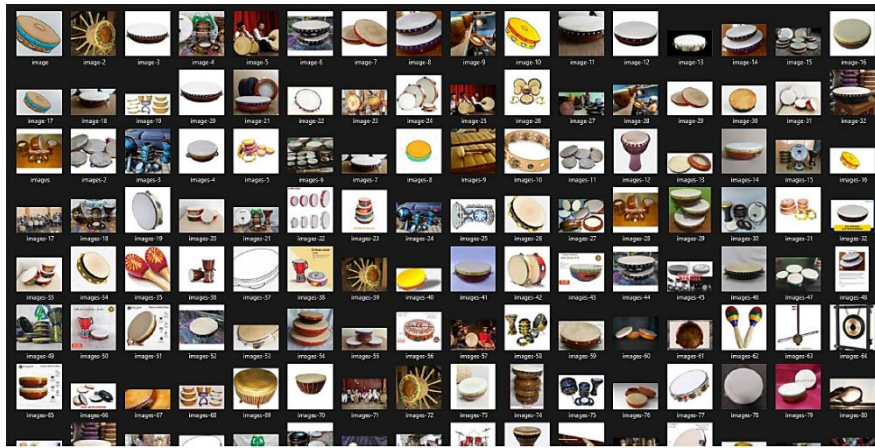 image image-2 image-3 image-4 image-5 image-6 image-7 image-8 image-9 image-10 image-11 image-12 image-13 image-14 image-15 image-16
image-17 image-18 image-19 image-20 image-21 image-22 image-23 image-24 image-25 image-26 image-27 image-28 image-29 image-30 image-31 image-32
images images-2 images-3 images-4 images-5 images-6 images-7 images-8 images-9 images-10 images-11 images-12 images-13 images-14 images-15 images-16
images-17 images-18 images-19 images-20 images-21 images-22 images-23 images-24 images-25 images-26 images-27 images-28 images-29 images-30 images-31 images-32
images-33 images-34 images-35 images-36 images-37 images-38 images-39 images-40 images-41 images-42 images-43 images-44 images-45 images-46 images-47 images-48
images-49 images-50 images-51 images-52 images-53 images-54 images-55 images-56 images-57 images-58 images-59 images-60 images-61 images-62 images-63 images-64
images-65 images-66 images-67 images-68 images-69 images-70 images-71 images-72 images-73 images-74 images-75 images-76 images-77 images-78 images-79 images-80